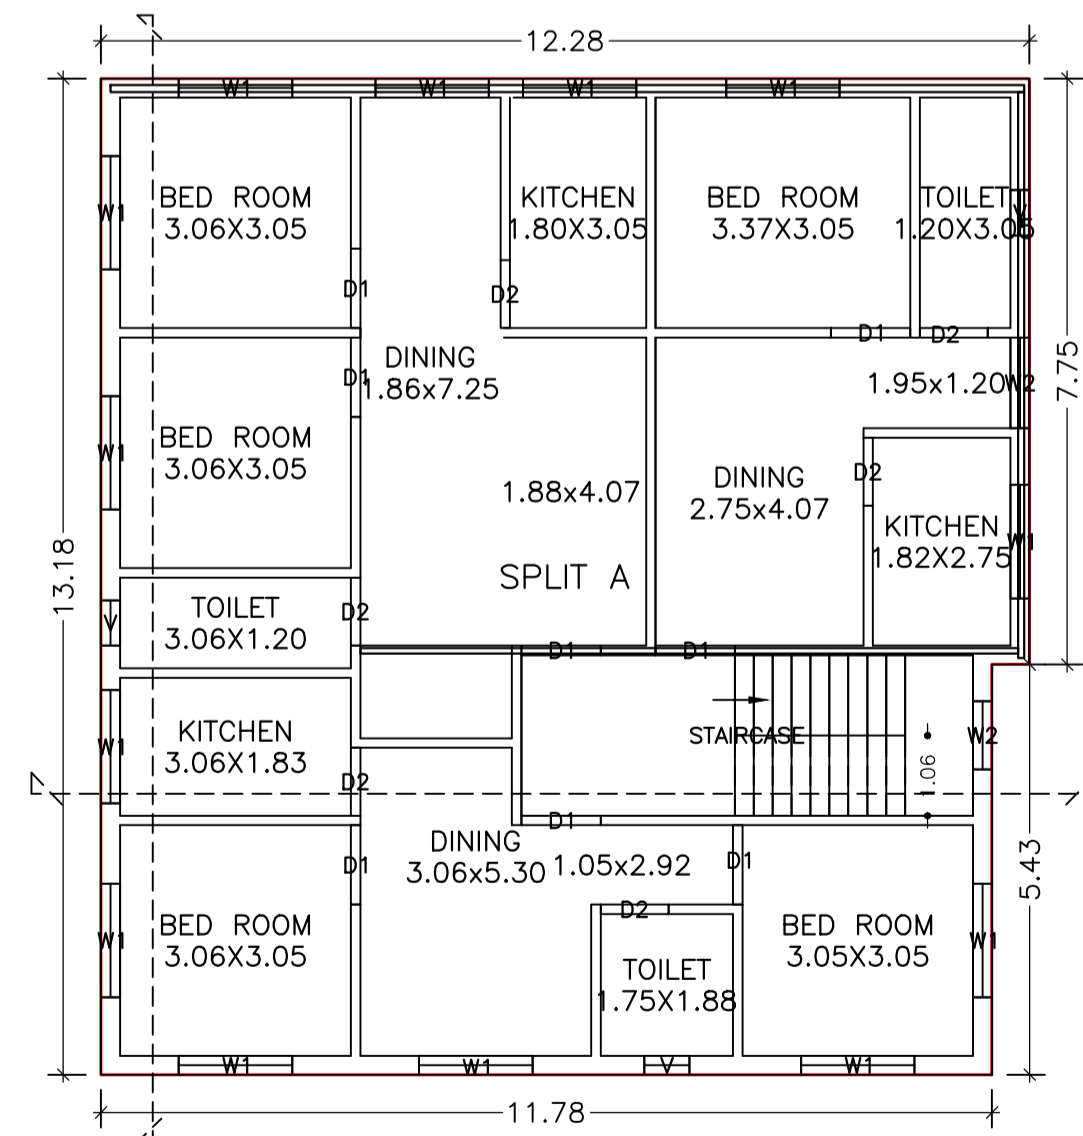 12.28
W1
W1
W1
W1
BED ROOM
3.06X3.05
KITCHEN
1.80X3.05
BED ROOM
3.37X3.05
TOILET
1.20X3.05
W1
V
D1
D2
D1
D2
DINING
1.86x7.25
D1
1.95x1.20
W2
7.75
BED ROOM
3.06X3.05
W1
1.88x4.07
DINING
2.75x4.07
D2
KITCHEN
1.82X2.75
W1
13.18
SPLIT A
TOILET
3.06X1.20
V
D2
D1
D1
KITCHEN
3.06X1.83
W1
D2
STAIRCASE
1.06
W2
DINING
3.06x5.30
1.05x2.92
D1
D1
D1
5.43
BED ROOM
3.06X3.05
W1
D2
TOILET
1.75X1.88
BED ROOM
3.05X3.05
W1
W1
W1
V
W1
11.78